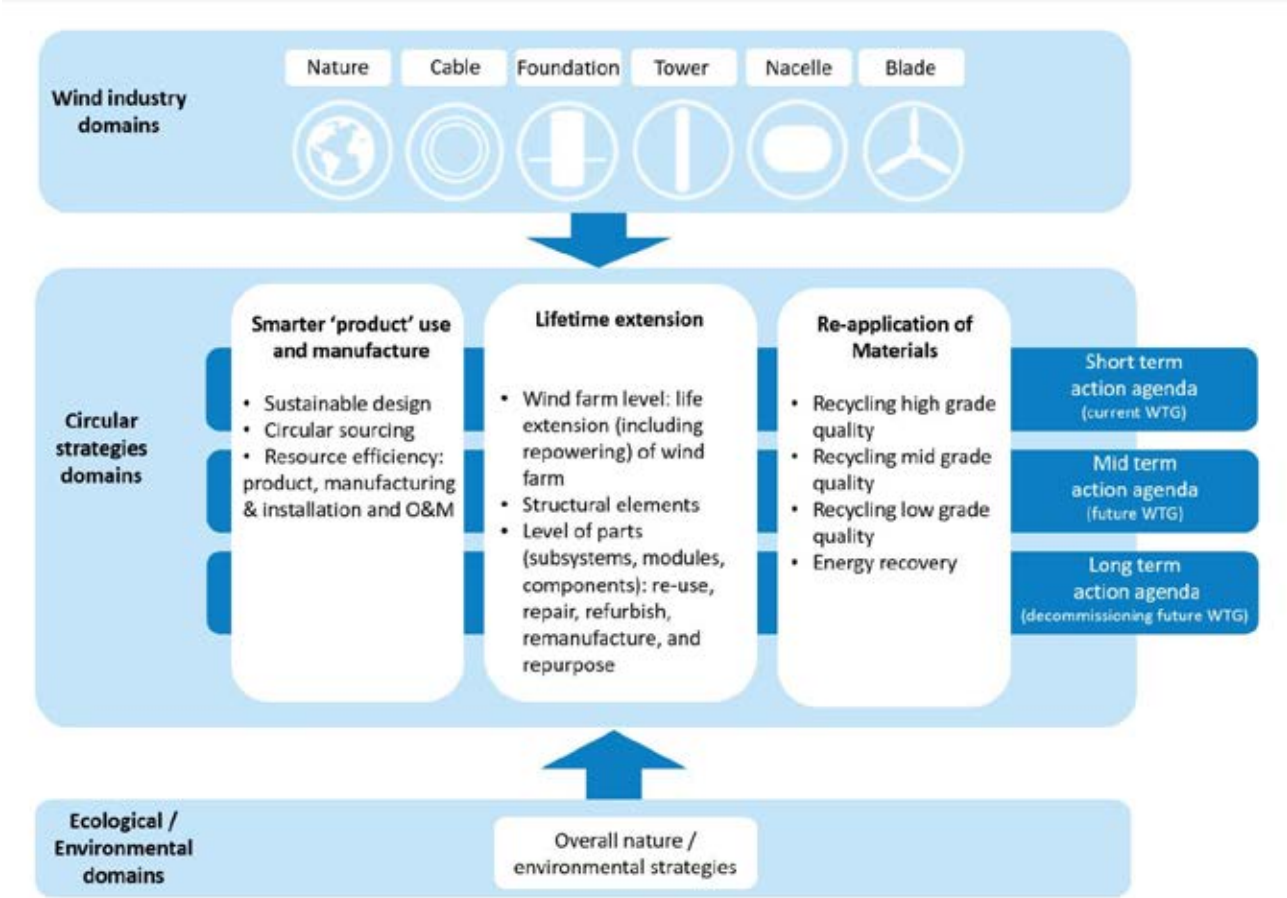 Wind industry
domains
Nature
Cable
Foundation
Tower
Nacelle
Blade
Circular
strategies
domains
Smarter ‘product’ use
and manufacture
• Sustainable design
• Circular sourcing
• Resource efficiency:
product, manufacturing
& installation and O&M
Lifetime extension
• Wind farm level: life
extension (including
repowering) of wind
farm
• Structural elements
• Level of parts
(subsystems, modules,
components): re-use,
repair, refurbish,
remanufacture, and
repurpose
Re-application of
Materials
• Recycling high grade
quality
• Recycling mid grade
quality
• Recycling low grade
quality
• Energy recovery
Short term
action agenda
(current WTG)
Mid term
action agenda
(future WTG)
Long term
action agenda
(decommissioning future WTG)
Ecological /
Environmental
domains
Overall nature /
environmental strategies